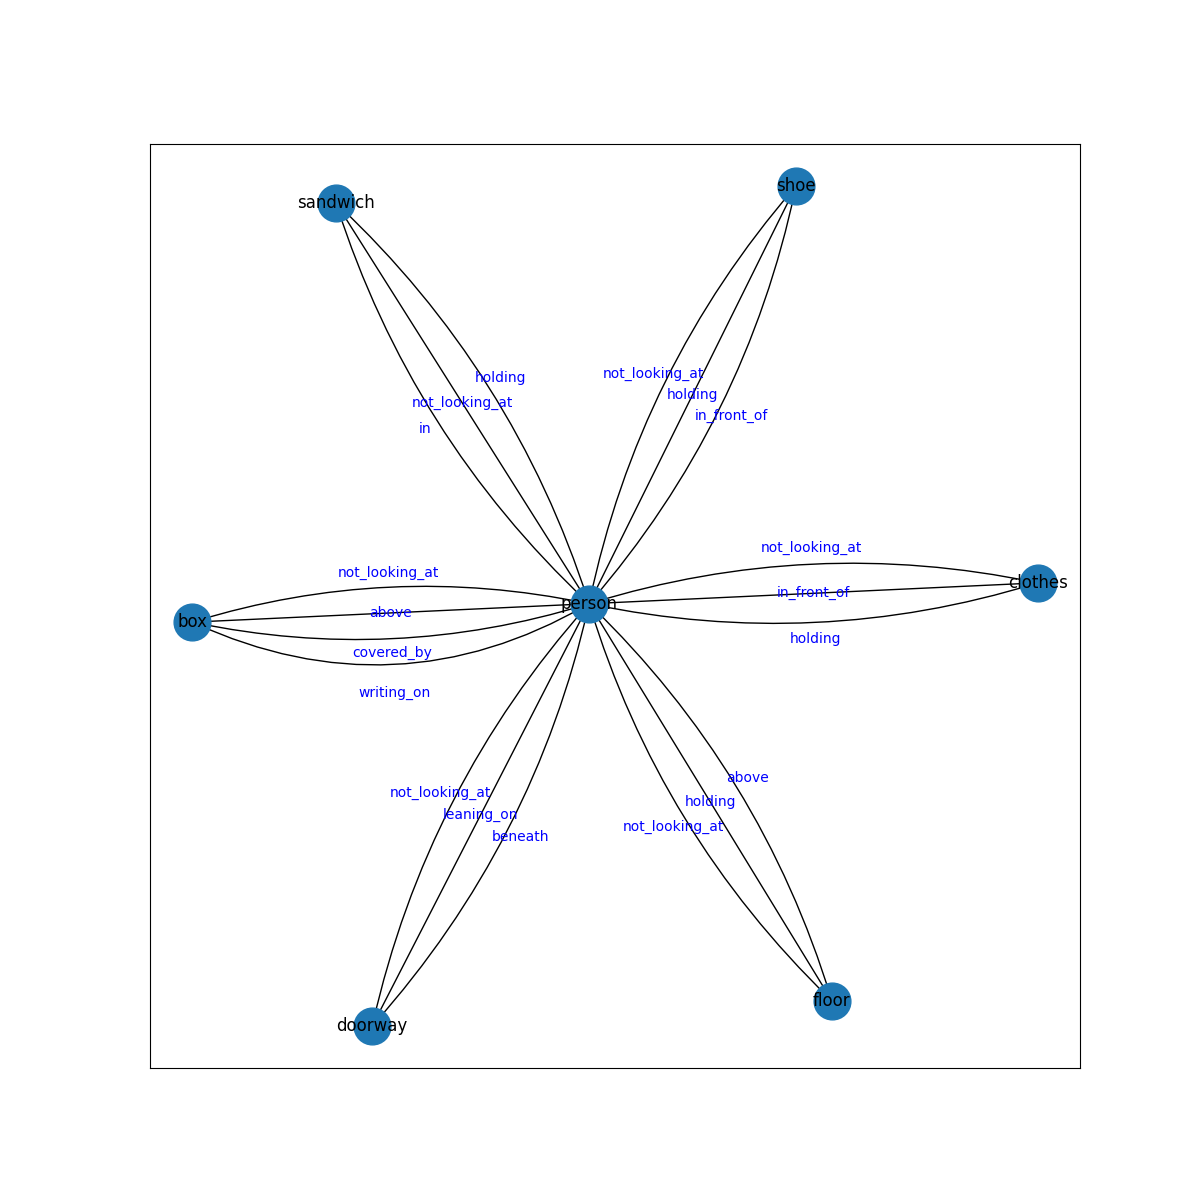 shoe
sandwich
not_looking_at
holding
holding
not_looking_at
in_front_of
in
not_looking_at
not_looking_at
clothes
in_front_of
person
above
box
holding
covered_by
writing_on
above
not_looking_at
holding
leaning_on
not_looking_at
beneath
floor
doorway